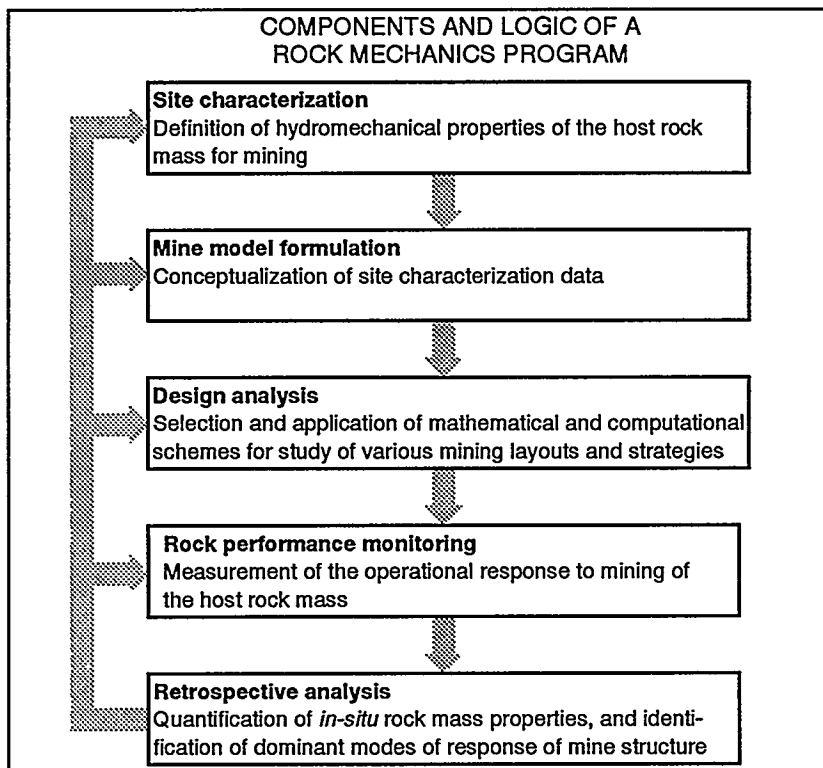 COMPONENTS AND LOGIC OF A
ROCK MECHANICS PROGRAM
Site characterization
Definition of hydromechanical properties of the host rock
mass for mining
Mine model formulation
Conceptualization of site characterization data
Design analysis
Selection and application of mathematical and computational
schemes for study of various mining layouts and strategies
Rock performance monitoring
Measurement of the operational response to mining of
the host rock mass
Retrospective analysis
Quantification of in-situ rock mass properties, and identi-
fication of dominant modes of response of mine structure